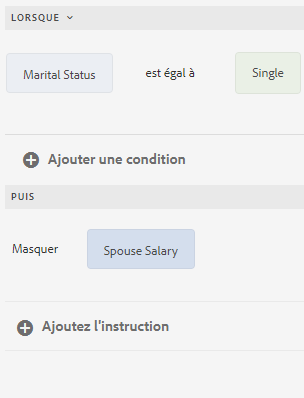 LORSQUE
Marital Status est égal à Single
Ajouter une condition
PUIS
Masquer Spouse Salary
Ajoutez l'instruction